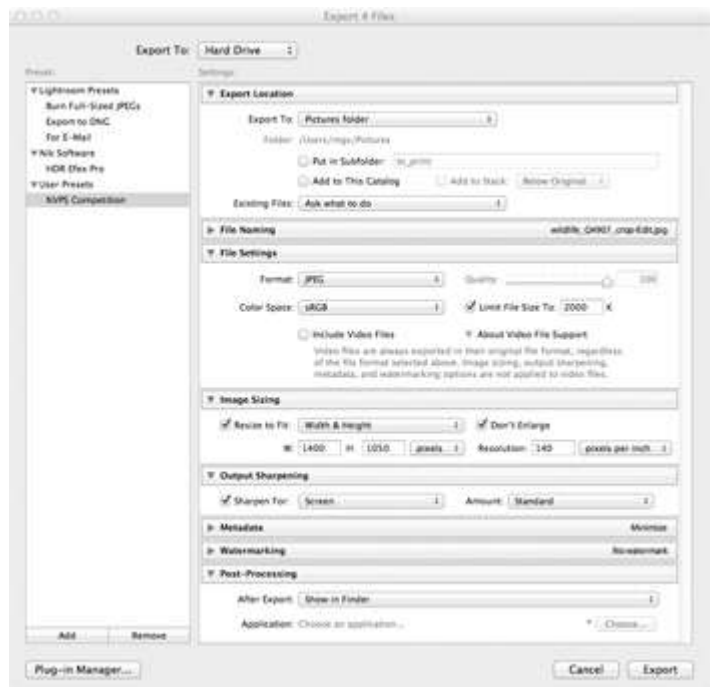 Export 4 Files
Export To: Hard Drive
Preset: Settings:
Lightroom Presets
Burn Full-Sized JPEGs
Export to DNG
For E-Mail
Nik Software
HDR Efex Pro
User Presets
NVPS Competition
Add Remove
Export Location
Export To: Pictures folder
Folder: /Users/mgs/Pictures
Put in Subfolder: to_print
Add to This Catalog Add to Stack: Below Original
Existing Files: Ask what to do
File Naming wildlife_04907_crop-Edit.jpg
File Settings
Format: JPEG Quality: 100
Color Space: sRGB Limit File Size To: 2000 K
Include Video Files About Video File Support
Video files are always exported in their original file format, regardless
of the file format selected above. Image sizing, output sharpening,
metadata, and watermarking options are not applied to video files.
Image Sizing
Resize to Fit: Width & Height Don't Enlarge
W: 1400 H: 1050 pixels Resolution: 140 pixels per inch
Output Sharpening
Sharpen For: Screen Amount: Standard
Metadata Minimize
Watermarking No watermark
Post-Processing
After Export: Show in Finder
Application: Choose an application... Choose...
Plug-in Manager... Cancel Export